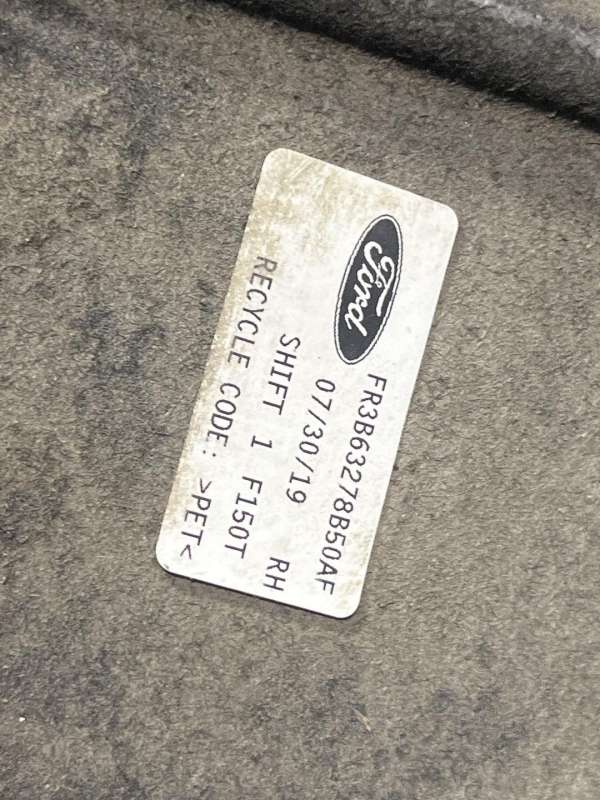 Ford
FR3B63278B50AF
07/30/19 RH
SHIFT 1 F150T
RECYCLE CODE: >PET<